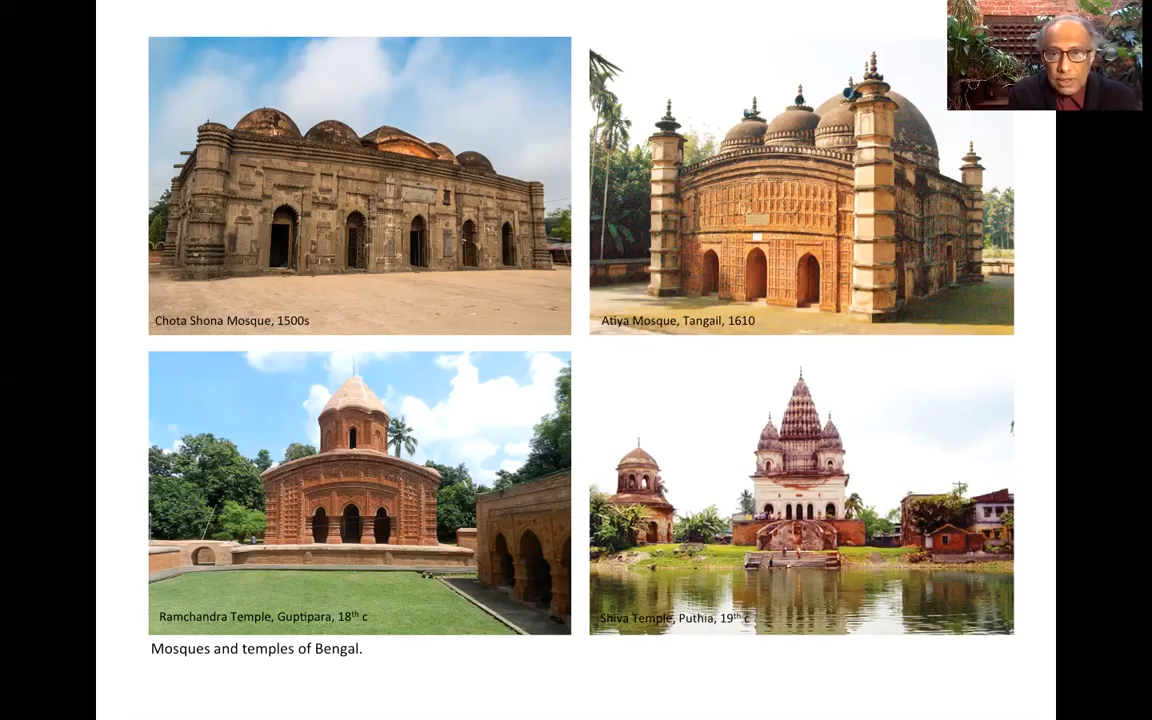 Chota Shona Mosque, 1500s
Atiya Mosque, Tangail, 1610
Ramchandra Temple, Guptipara, 18th c
Shiva Temple, Puthia, 19th c
Mosques and temples of Bengal.